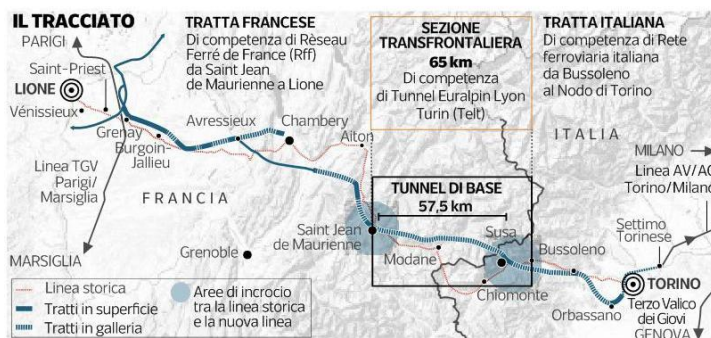 IL TRACCIATO
PARIGI
Saint-Priest
LIONE
Vénissieux
Grenay
Burgoin-
Jallieu
Linea TGV
Parigi/
Marsiglia
MARSIGLIA
TRATTA FRANCESE
Di competenza di Rèseau
Ferré de France (Rff)
da Saint Jean
de Maurienne a Lione
Avressieux
Chambery
Aiton
FRANCIA
Grenoble
SEZIONE
TRANSFRONTALIERA
65 km
Di competenza
di Tunnel Euralpin Lyon
Turin (Telt)
TRATTA ITALIANA
Di competenza di Rete
ferroviaria italiana
da Bussoleno
al Nodo di Torino
ITALIA
MILANO
Linea AV/AC
Torino/Milano
TUNNEL DI BASE
57,5 km
Saint Jean
de Maurienne
Modane
Susa
Chiomonte
Bussoleno
Settimo
Torinese
TORINO
Orbassano
Terzo Valico
dei Giovi
GENOVA
Linea storica
Tratti in superficie
Tratti in galleria
Aree di incrocio
tra la linea storica
e la nuova linea